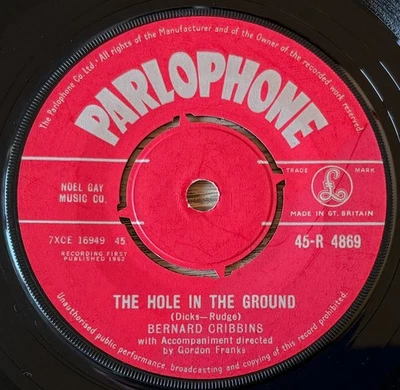 The Parlophone Co. Ltd. All rights of the Manufacturer and of the Owner of the recorded work reserved.
PARLOPHONE
NOEL GAY
MUSIC CO.
TRADE MARK
£
MADE IN GT. BRITAIN
7XCE 16949 45
45-R 4869
RECORDING FIRST
PUBLISHED 1962
THE HOLE IN THE GROUND
(Dicks—Rudge)
BERNARD CRIBBINS
with Accompaniment directed
by Gordon Franks
Unauthorised public performance, broadcasting and copying of this record prohibited.